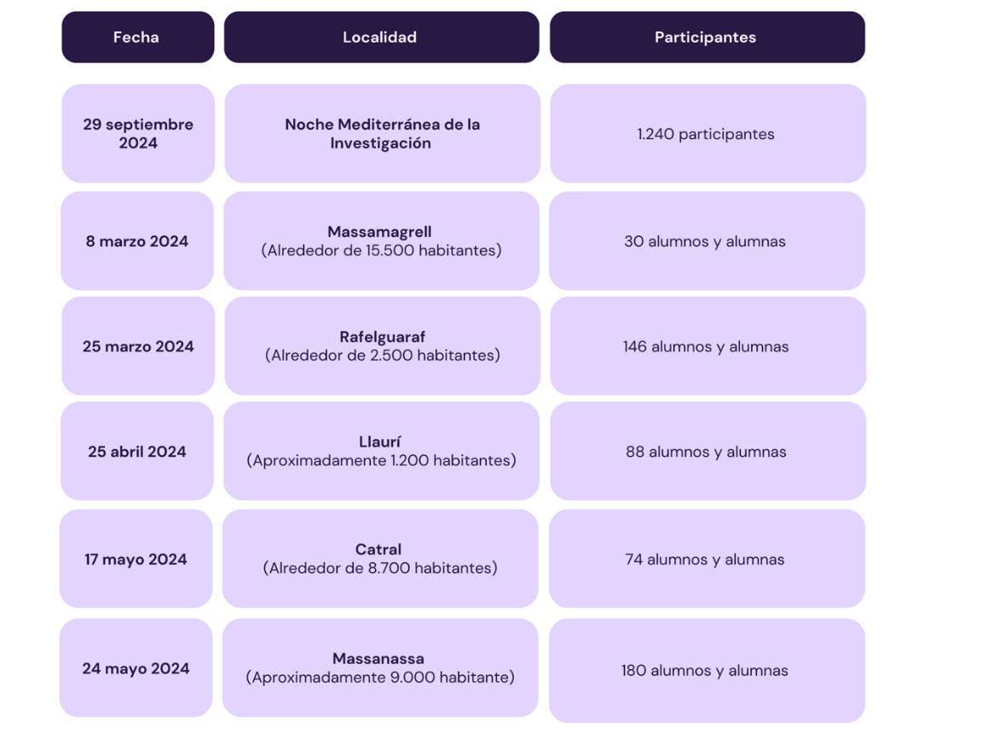 Fecha
Localidad
Participantes
29 septiembre
2024
Noche Mediterránea de la
Investigación
1.240 participantes
8 marzo 2024
Massamagrell
(Alrededor de 15.500 habitantes)
30 alumnos y alumnas
25 marzo 2024
Rafelguaraf
(Alrededor de 2.500 habitantes)
146 alumnos y alumnas
25 abril 2024
Llaurí
(Aproximadamente 1.200 habitantes)
88 alumnos y alumnas
17 mayo 2024
Catral
(Alrededor de 8.700 habitantes)
74 alumnos y alumnas
24 mayo 2024
Massanassa
(Aproximadamente 9.000 habitante)
180 alumnos y alumnas